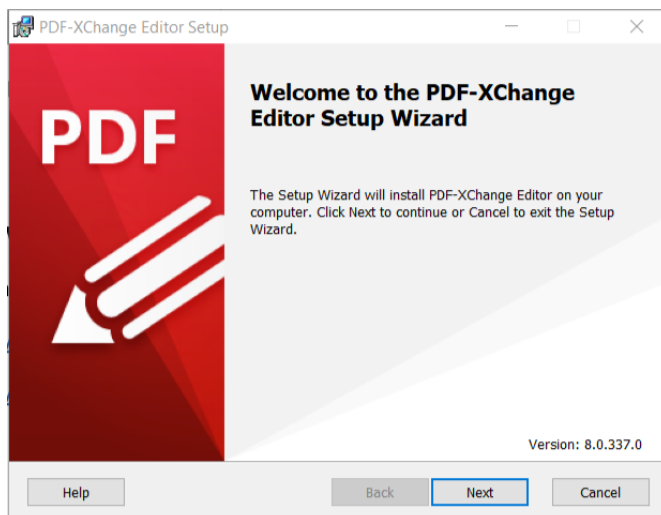 PDF-XChange Editor Setup
PDF
Welcome to the PDF-XChange
Editor Setup Wizard
The Setup Wizard will install PDF-XChange Editor on your
computer. Click Next to continue or Cancel to exit the Setup
Wizard.
Version: 8.0.337.0
Help
Back
Next
Cancel